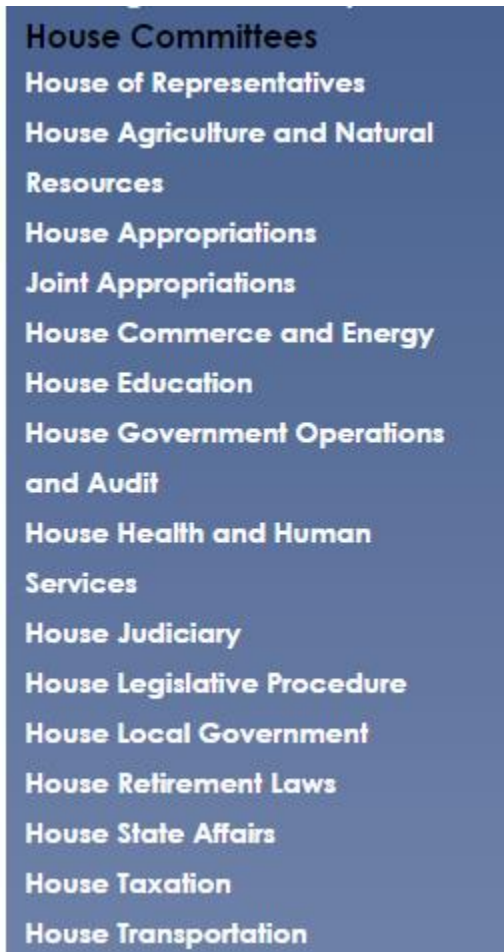 House Committees
House of Representatives
House Agriculture and Natural
Resources
House Appropriations
Joint Appropriations
House Commerce and Energy
House Education
House Government Operations
and Audit
House Health and Human
Services
House Judiciary
House Legislative Procedure
House Local Government
House Retirement Laws
House State Affairs
House Taxation
House Transportation